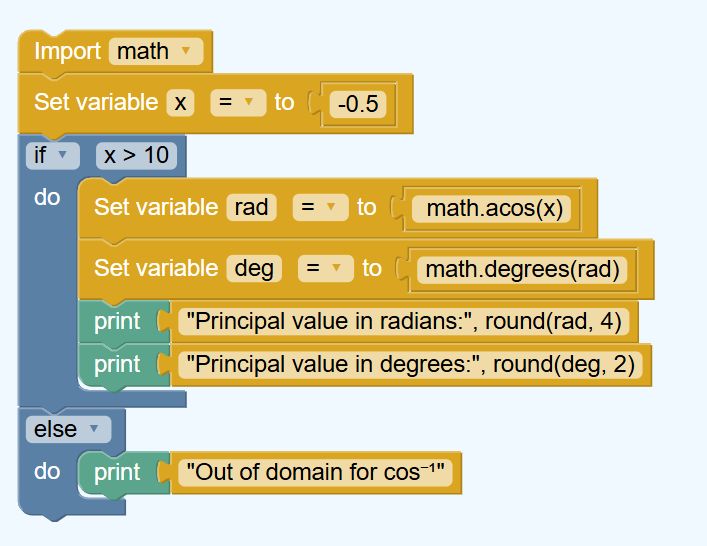 Import math
Set variable x = to -0.5
if x > 10
do
Set variable rad = to math.acos(x)
Set variable deg = to math.degrees(rad)
print "Principal value in radians:", round(rad, 4)
print "Principal value in degrees:", round(deg, 2)
else
do print "Out of domain for cos⁻¹"